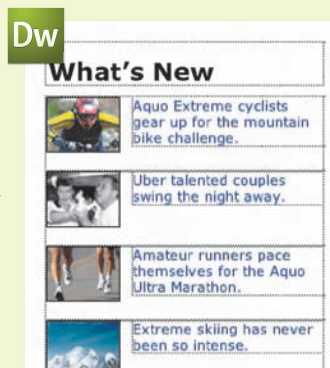 Dw
What's New
Aquo Extreme cyclists
gear up for the mountain
bike challenge.
Uber talented couples
swing the night away.
Amateur runners pace
themselves for the Aquo
Ultra Marathon.
Extreme skiing has never
been so intense.